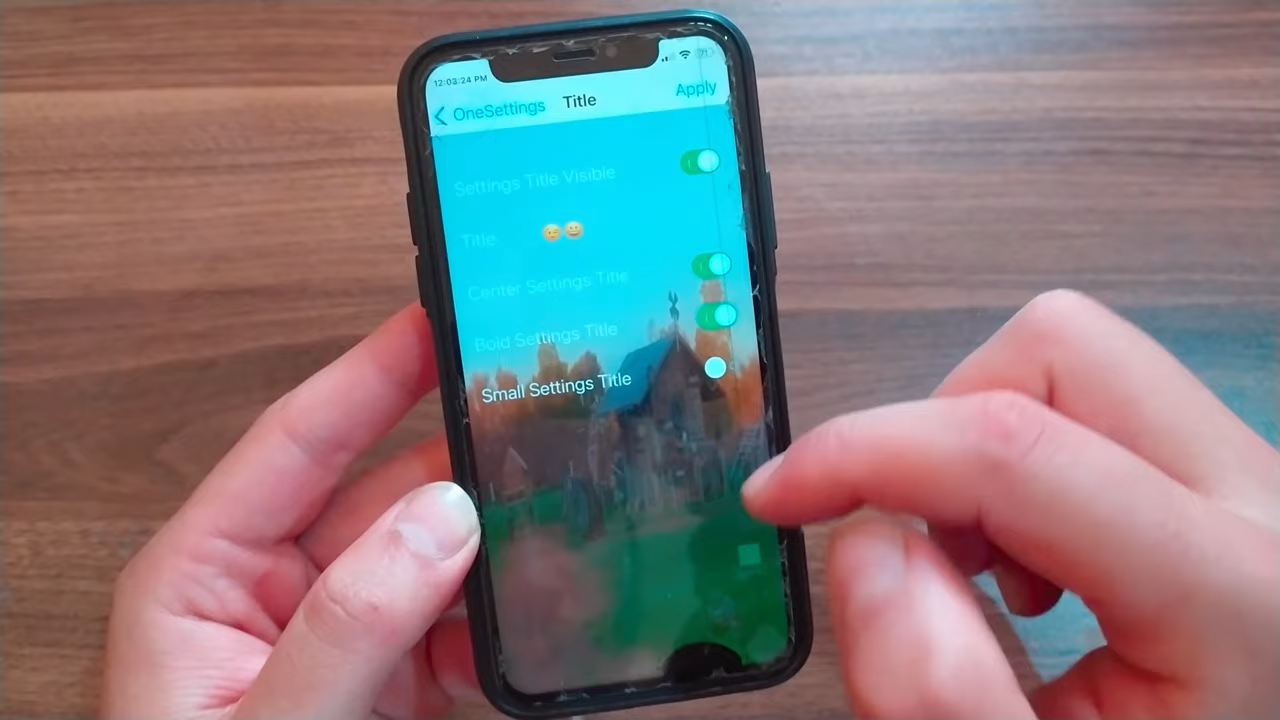 12:03:24 PM
OneSettings Title Apply
Settings Title Visible
Title 😉😀
Center Settings Title
Bold Settings Title
Small Settings Title